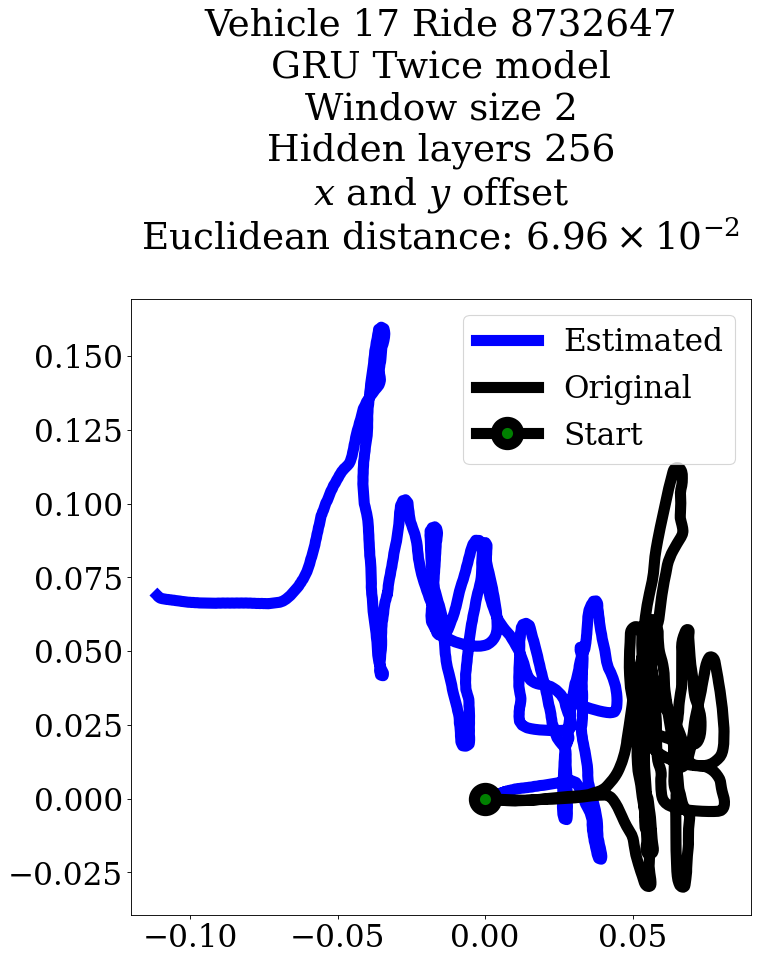 Vehicle 17 Ride 8732647
GRU Twice model
Window size 2
Hidden layers 256
x and y offset
Euclidean distance: 6.96 × 10⁻²
Estimated
Original
Start
0.150
0.125
0.100
0.075
0.050
0.025
0.000
−0.025
−0.10 −0.05 0.00 0.05